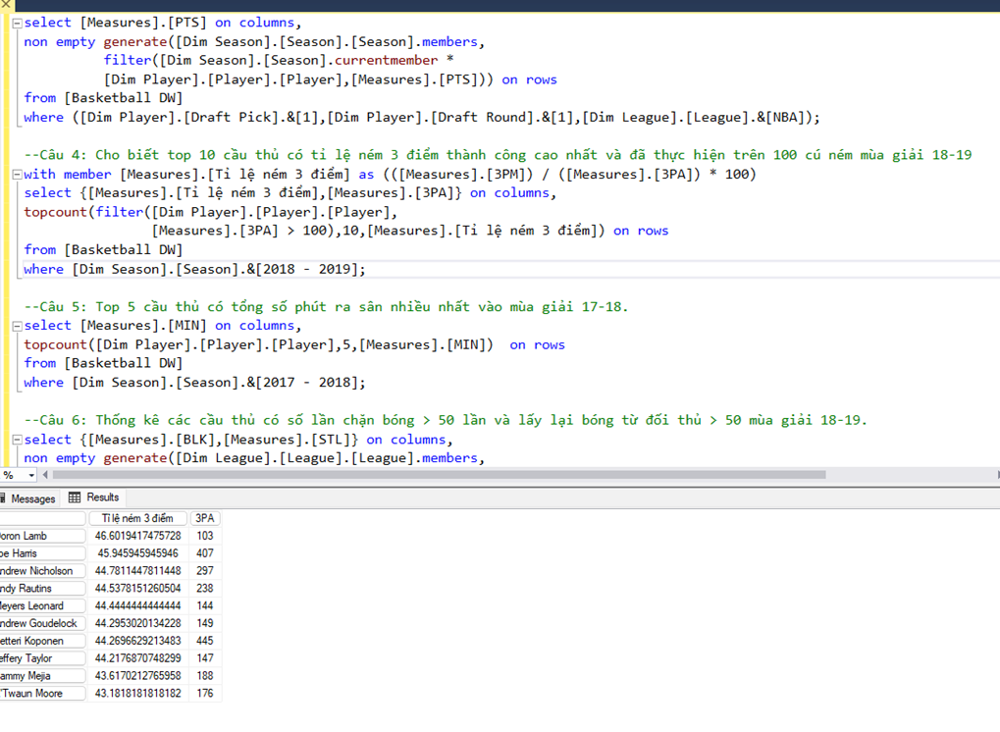 select [Measures].[PTS] on columns,
non empty generate([Dim Season].[Season].[Season].members,
filter([Dim Season].[Season].currentmember *
[Dim Player].[Player].[Player],[Measures].[PTS])) on rows
from [Basketball DW]
where ([Dim Player].[Draft Pick].&[1],[Dim Player].[Draft Round].&[1],[Dim League].[League].&[NBA]);
--Câu 4: Cho biết top 10 cầu thủ có tỉ lệ ném 3 điểm thành công cao nhất và đã thực hiện trên 100 cú ném mùa giải 18-19
with member [Measures].[Tỉ lệ ném 3 điểm] as (([Measures].[3PM]) / ([Measures].[3PA]) * 100)
select {[Measures].[Tỉ lệ ném 3 điểm],[Measures].[3PA]} on columns,
topcount(filter([Dim Player].[Player].[Player],
[Measures].[3PA] > 100),10,[Measures].[Tỉ lệ ném 3 điểm]) on rows
from [Basketball DW]
where [Dim Season].[Season].&[2018 - 2019];
--Câu 5: Top 5 cầu thủ có tổng số phút ra sân nhiều nhất vào mùa giải 17-18.
select [Measures].[MIN] on columns,
topcount([Dim Player].[Player].[Player],5,[Measures].[MIN]) on rows
from [Basketball DW]
where [Dim Season].[Season].&[2017 - 2018];
--Câu 6: Thống kê các cầu thủ có số lần chặn bóng > 50 lần và lấy lại bóng từ đối thủ > 50 mùa giải 18-19.
select {[Measures].[BLK],[Measures].[STL]} on columns,
non empty generate([Dim League].[League].[League].members,
%
Messages Results
Tỉ lệ ném 3 điểm 3PA
oron Lamb 46.6019417475728 103
oe Harris 45.945945945946 407
ndrew Nicholson 44.7811447811448 297
ndy Rautins 44.5378151260504 238
eyers Leonard 44.4444444444444 144
ndrew Goudelock 44.2953020134228 149
etteri Koponen 44.2696629213483 445
effery Taylor 44.2176870748299 147
ammy Mejia 43.6170212765958 188
'Twaun Moore 43.1818181818182 176